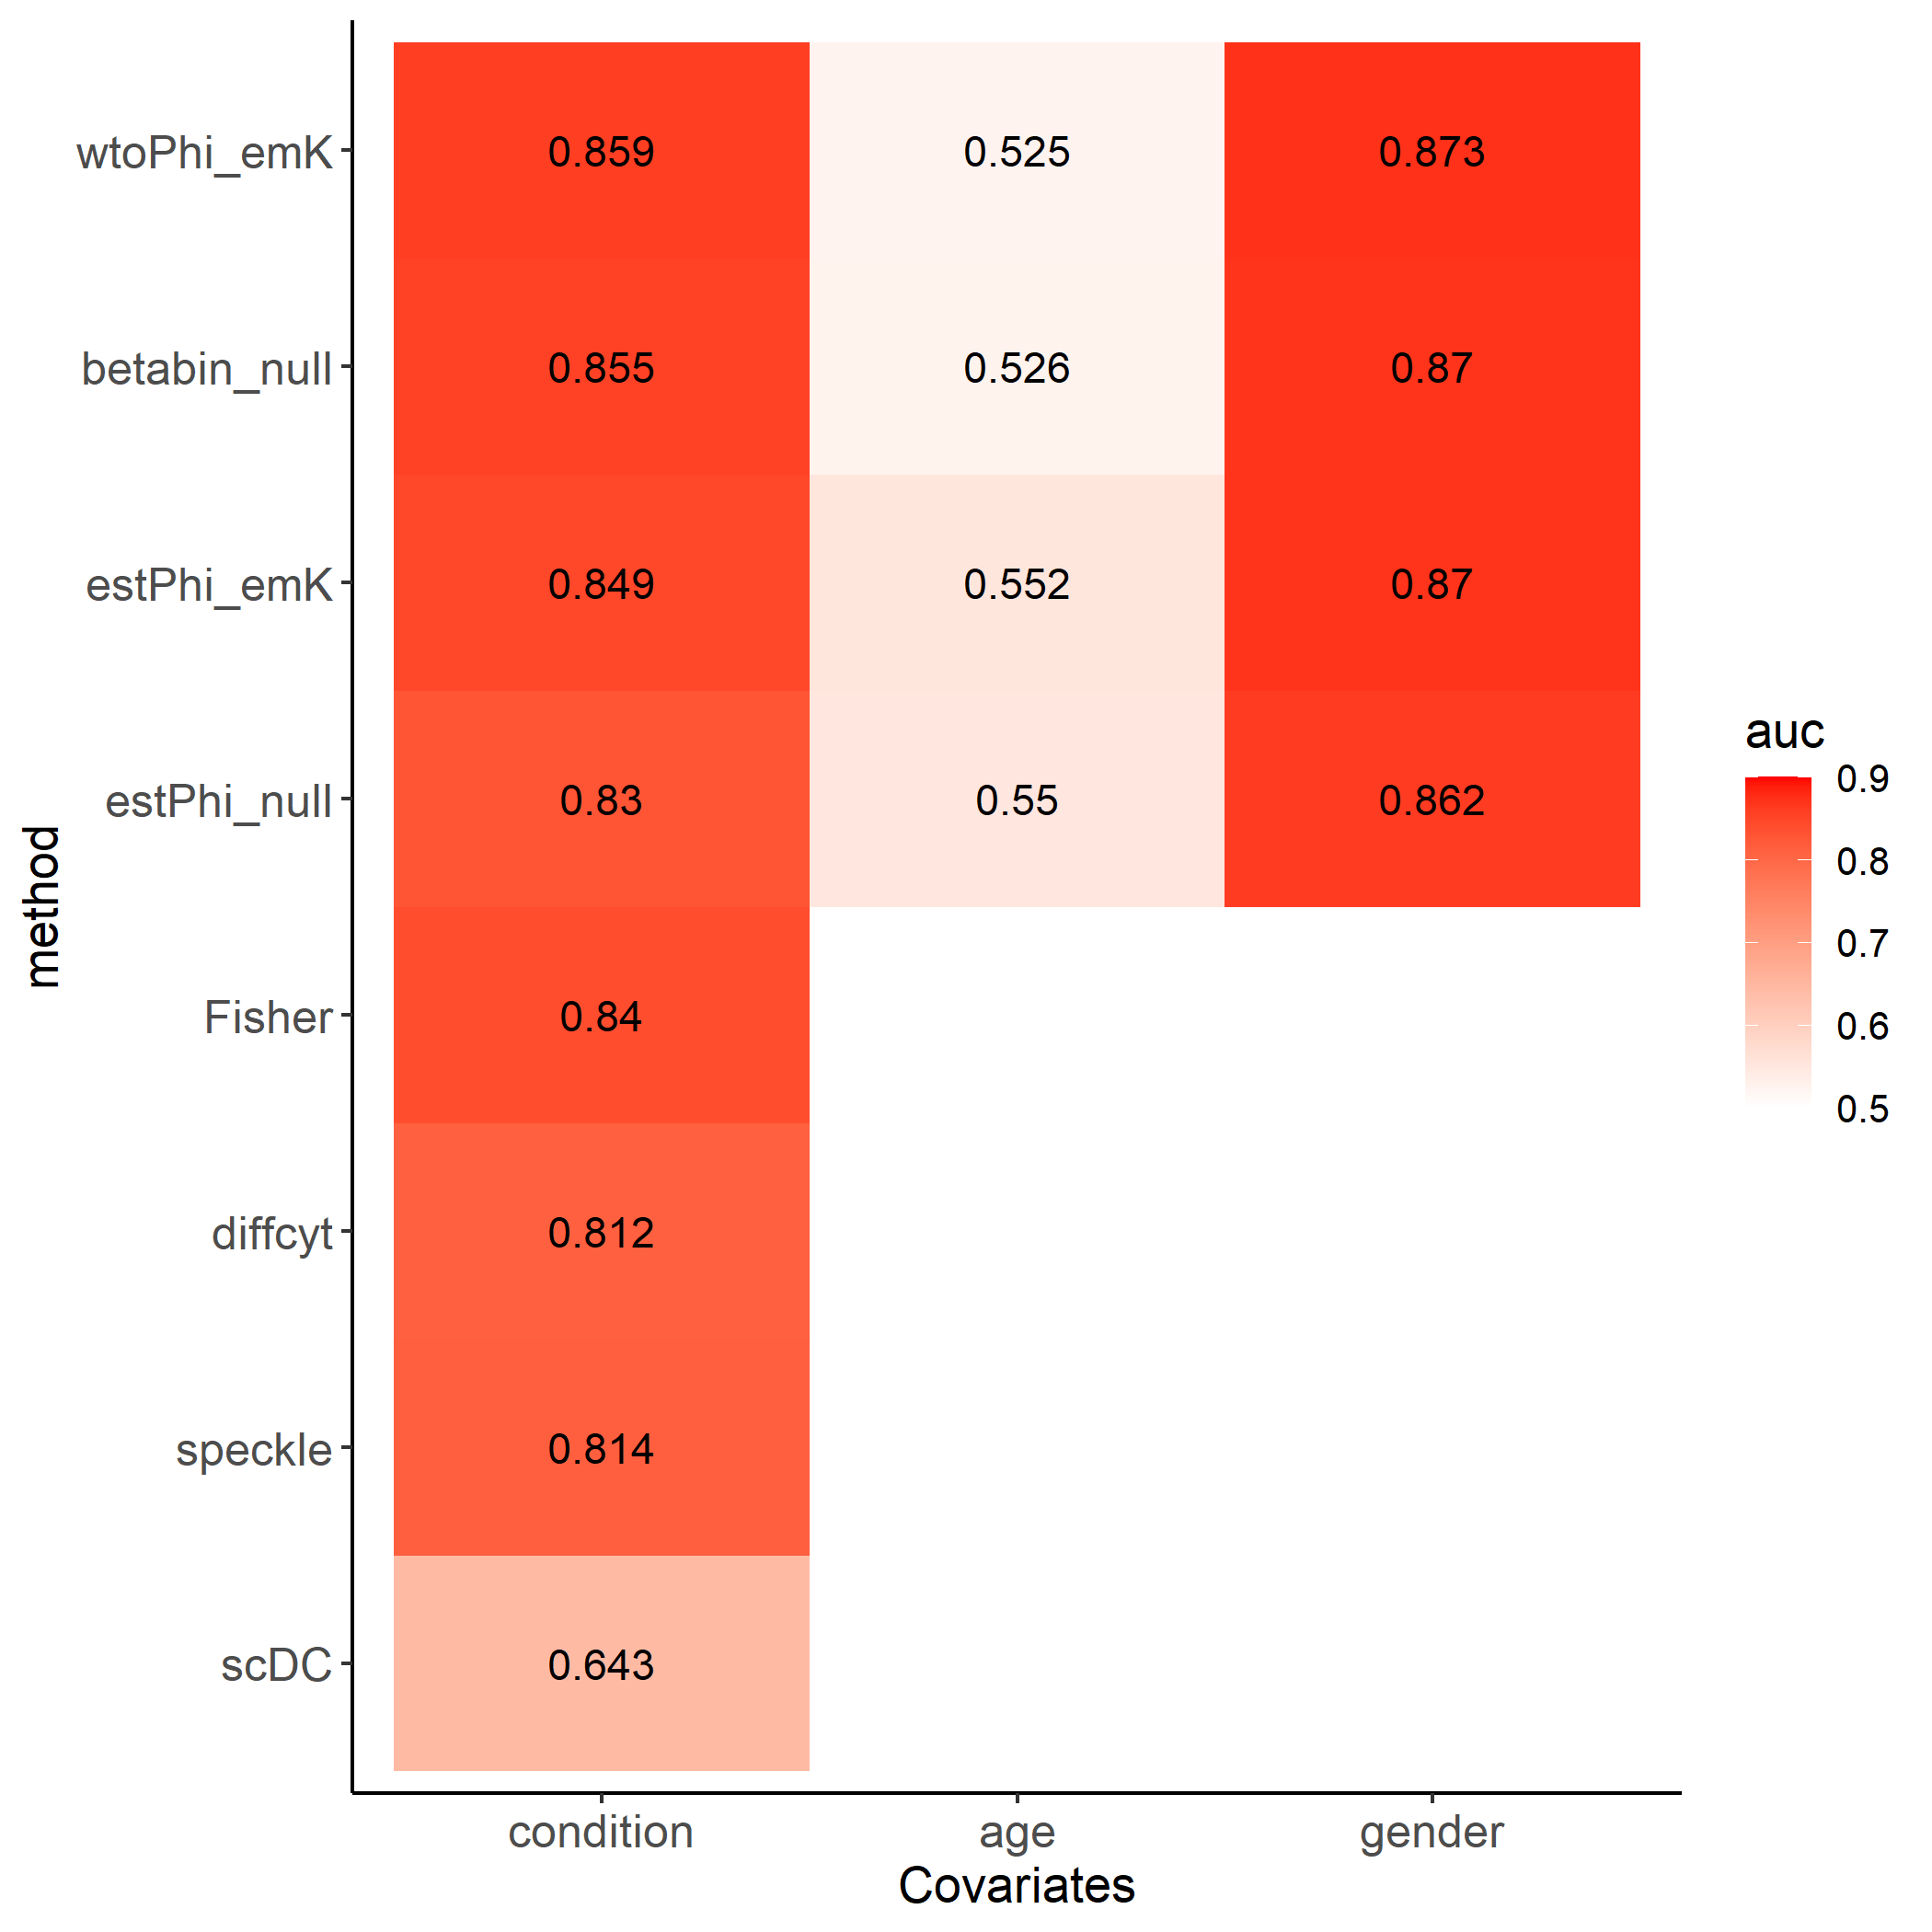 method
wtoPhi_emK 0.859 0.525 0.873
betabin_null 0.855 0.526 0.87
estPhi_emK 0.849 0.552 0.87
estPhi_null 0.83 0.55 0.862
Fisher 0.84
diffcyt 0.812
speckle 0.814
scDC 0.643
condition age gender
Covariates
auc
0.9
0.8
0.7
0.6
0.5